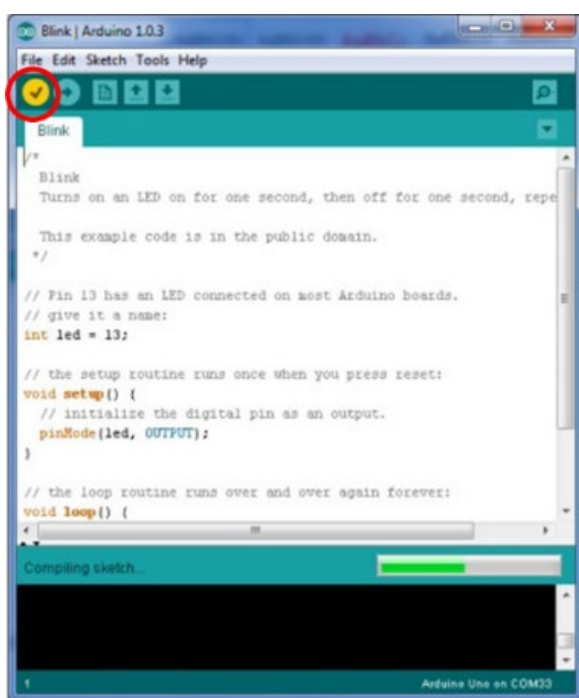 Blink | Arduino 1.0.3
File Edit Sketch Tools Help
Blink
/*
Blink
Turns on an LED on for one second, then off for one second, repe
This example code is in the public domain.
*/
// Pin 13 has an LED connected on most Arduino boards.
// give it a name:
int led = 13;
// the setup routine runs once when you press reset:
void setup() {
// initialize the digital pin as an output.
pinMode(led, OUTPUT);
}
// the loop routine runs over and over again forever:
void loop() {
Compiling sketch...
1
Arduino Uno on COM33